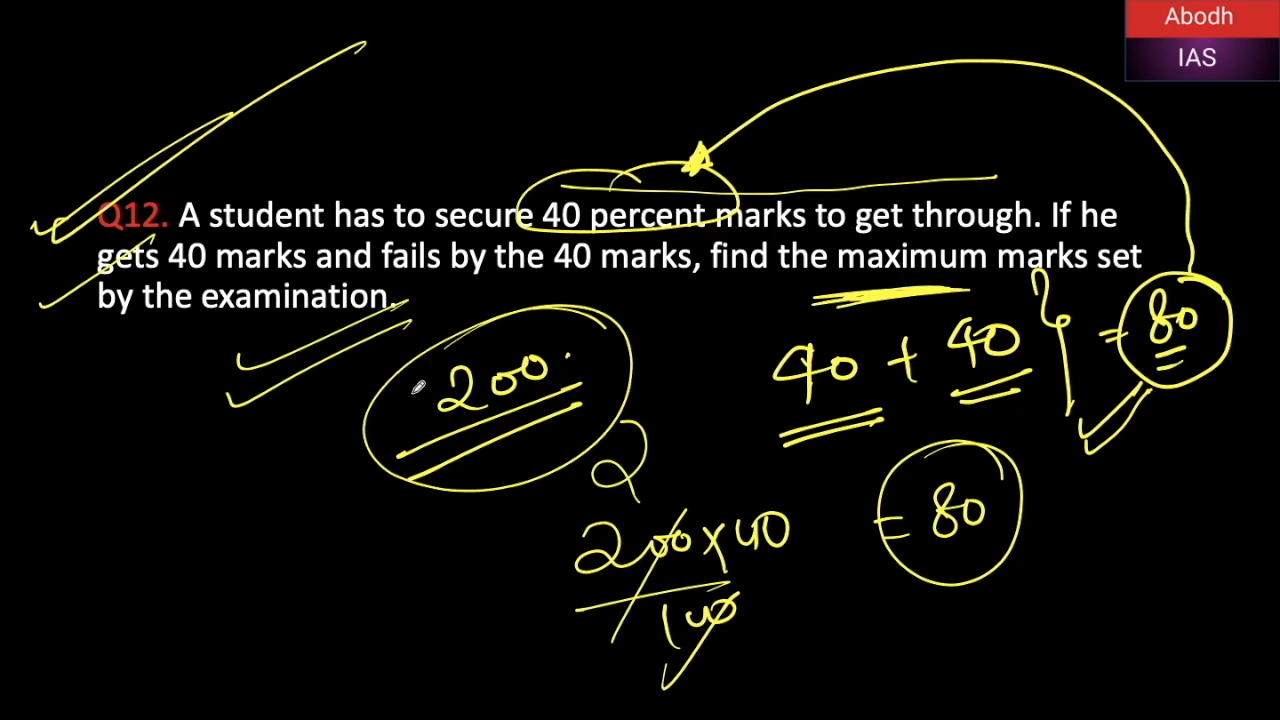 Abodh
IAS
Q12. A student has to secure 40 percent marks to get through. If he
gets 40 marks and fails by the 40 marks, find the maximum marks set
by the examination.
40 + 40 = 80
200
2
200 x 40
= 80
100